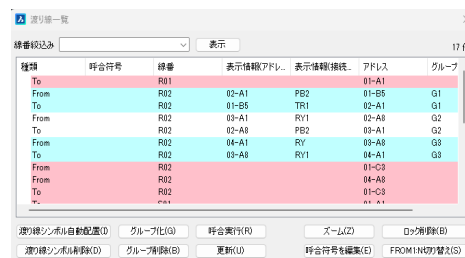 渡り線一覧
線番絞込み 表示 17
種類 呼合符号 線番 表示情報(アドレ... 表示情報(接続... アドレス グループ
To R01 01-A1
From R02 02-A1 PB2 01-B5 G1
To R02 01-B5 TR1 02-A1 G1
From R02 03-A1 RY1 02-A8 G2
To R02 02-A8 PB2 03-A1 G2
From R02 04-A1 RY 03-A8 G3
To R02 03-A8 RY1 04-A1 G3
From R02 01-C3
From R02 04-A8
To R02 01-C3
渡り線シンボル自動配置(I) グループ化(G) 呼合実行(R) ズーム(Z) ロック削除(B)
渡り線シンボル削除(D) グループ削除(B) 更新(U) 呼合符号を編集(E) FROM1:N切り替え(S)